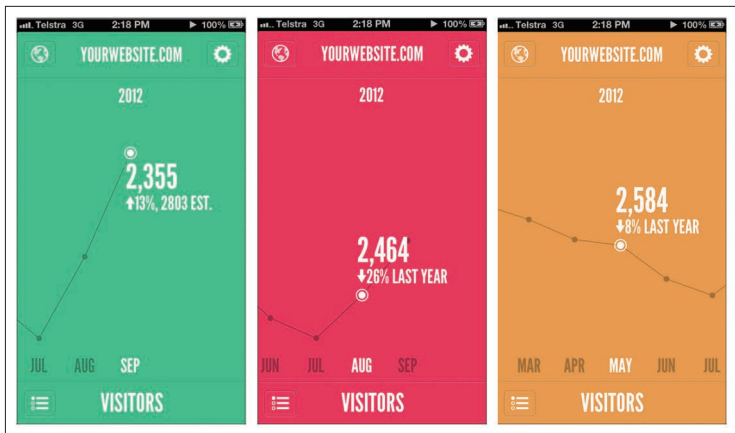 Telstra 3G 2:18 PM 100%
YOURWEBSITE.COM
2012
2,355
13%, 2803 EST.
JUL AUG SEP
VISITORS
Telstra 3G 2:18 PM 100%
YOURWEBSITE.COM
2012
2,464
26% LAST YEAR
JUN JUL AUG SEP
VISITORS
Telstra 3G 2:18 PM 100%
YOURWEBSITE.COM
2012
2,584
8% LAST YEAR
MAR APR MAY JUN JUL
VISITORS